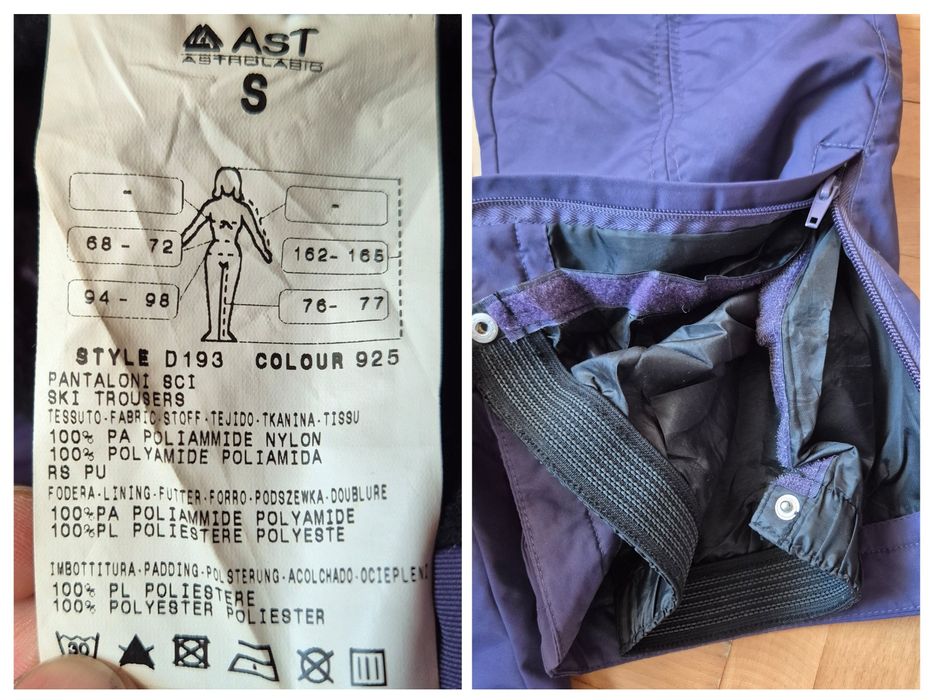 AST
ASTROLABIO
S
-
-
68 - 72
162- 165
94 - 98
76- 77
STYLE D193 COLOUR 925
PANTALONI SCI
SKI TROUSERS
TESSUTO·FABRIC·STOFF·TEJIDO·TKANINA·TISSU
100% PA POLIAMMIDE NYLON
100% POLYAMIDE POLIAMIDA
RS PU
FODERA·LINING·FUTTER·FORRO·PODSZEWKA·DOUBLURE
100%PA POLIAMMIDE POLYAMIDE
100%PL POLIESTERE POLYESTE
IMBOTTITURA·PADDING·POLSTERUNG·ACOLCHADO·OCIEPLENI
100% PL POLIESTERE
100% POLYESTER POLIESTER
30